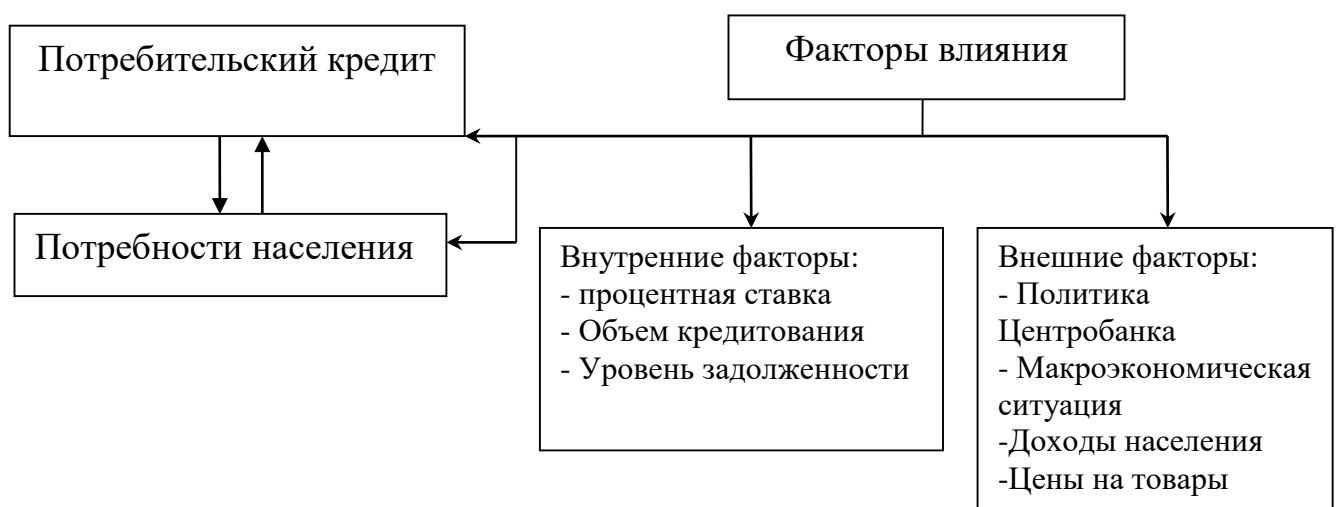 Потребительский кредит
Факторы влияния
Потребности населения
Внутренние факторы:
- процентная ставка
- Объем кредитования
- Уровень задолженности
Внешние факторы:
- Политика
Центробанка
- Макроэкономическая
ситуация
-Доходы населения
-Цены на товары